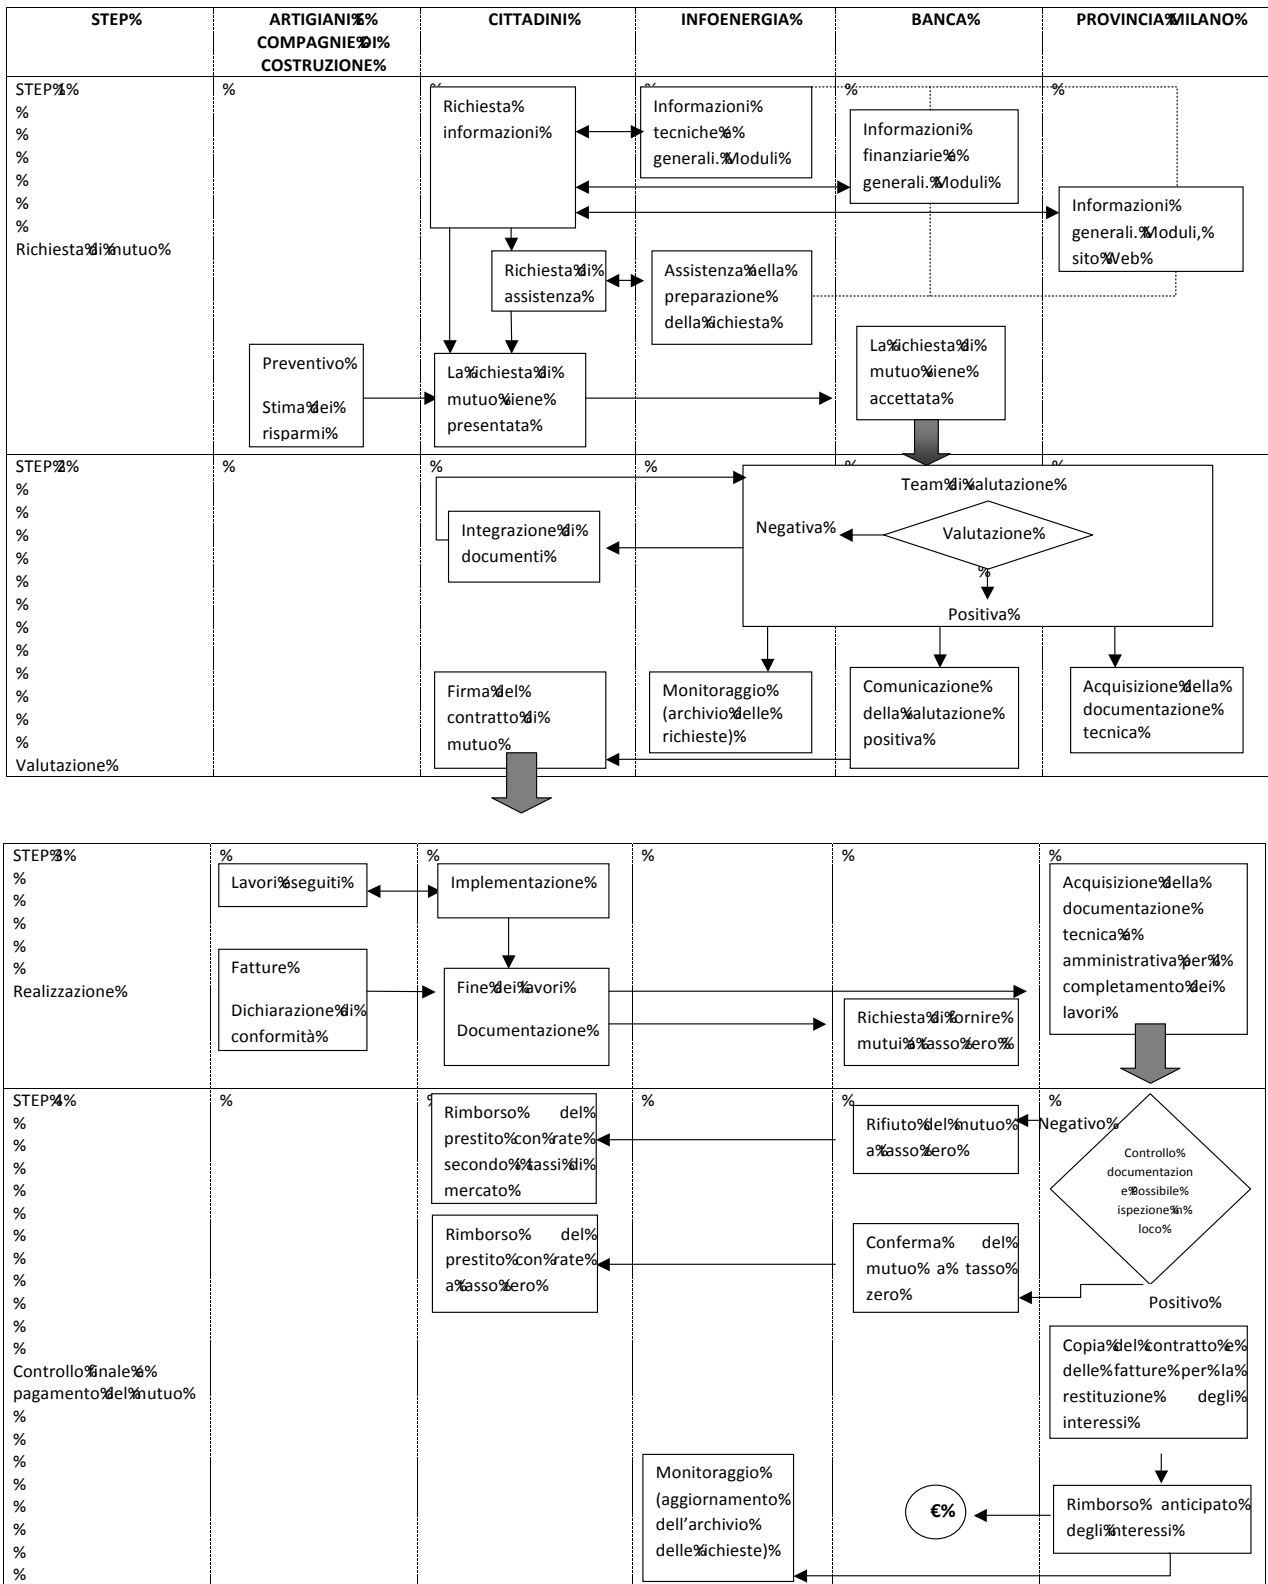 STEP%
ARTIGIANI%E%
COMPAGNIE%DI%
COSTRUZIONE%
CITTADINI%
INFOENERGIA%
BANCA%
PROVINCIA%MILANO%
STEP%1%
%
%
%
%
%
%
Richiesta%di%mutuo%
%
%
Richiesta%
informazioni%
%
Informazioni%
tecniche%e%
generali.%Moduli%
%
Informazioni%
finanziarie%e%
generali.%Moduli%
%
Informazioni%
generali.%Moduli,%
sito%Web%
Richiesta%di%
assistenza%
Assistenza%nella%
preparazione%
della%richiesta%
Preventivo%
Stima%dei%
risparmi%
La%richiesta%di%
mutuo%viene%
presentata%
La%richiesta%di%
mutuo%viene%
accettata%
STEP%2%
%
%
%
%
%
%
%
%
%
%
%
%
Valutazione%
%
%
%
%
%
Team%di%valutazione%
Negativa%
Valutazione%
%
Positiva%
Integrazione%di%
documenti%
Firma%del%
contratto%di%
mutuo%
Monitoraggio%
(archivio%delle%
richieste)%
Comunicazione%
della%valutazione%
positiva%
Acquisizione%della%
documentazione%
tecnica%
STEP%3%
%
%
%
%
%
Realizzazione%
%
%
%
%
%
Lavori%eseguiti%
Implementazione%
Acquisizione%della%
documentazione%
tecnica%e%
amministrativa%per%il%
completamento%dei%
lavori%
Fatture%
Dichiarazione%di%
conformità%
Fine%dei%lavori%
Documentazione%
Richiesta%di%fornire%
mutui%a%tasso%zero%%
STEP%4%
%
%
%
%
%
%
%
%
%
%
%
Controllo%finale%e%
pagamento%del%mutuo%
%
%
%
%
%
%
%
%
%
%
%
%
%
Rimborso% del%
prestito%con%rate%
secondo%i%tassi%di%
mercato%
Rifiuto%del%mutuo%
a%tasso%zero%
Negativo%
Controllo%
documentazion
e%Possibile%
ispezione%in%
loco%
Rimborso% del%
prestito%con%rate%
a%tasso%zero%
Conferma% del%
mutuo% a% tasso%
zero%
Positivo%
Copia%del%contratto%e%
delle%fatture%per%la%
restituzione% degli%
interessi%
Monitoraggio%
(aggiornamento%
dell'archivio%
delle%richieste)%
€%
Rimborso% anticipato%
degli%interessi%